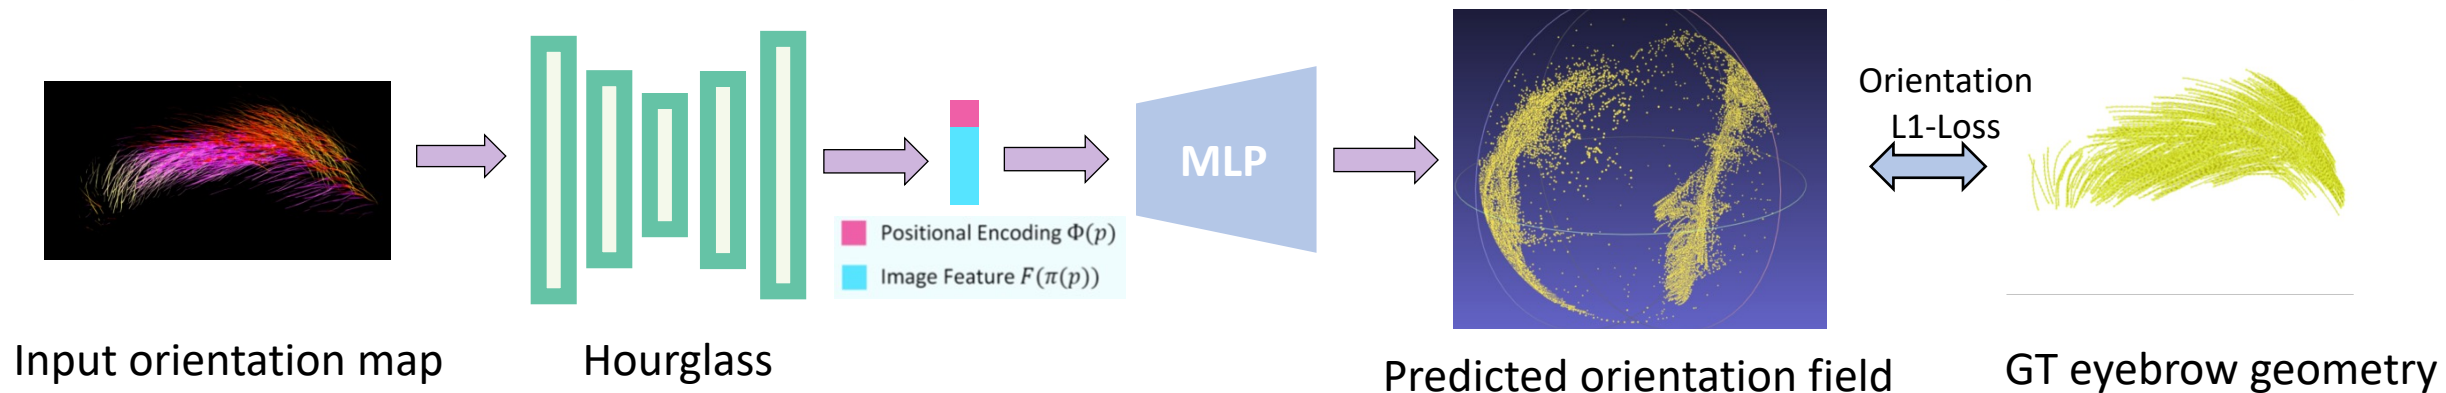 Orientation
L1-Loss
MLP
Positional Encoding Φ(p)
Image Feature F(π(p))
Input orientation map
Hourglass
Predicted orientation field
GT eyebrow geometry